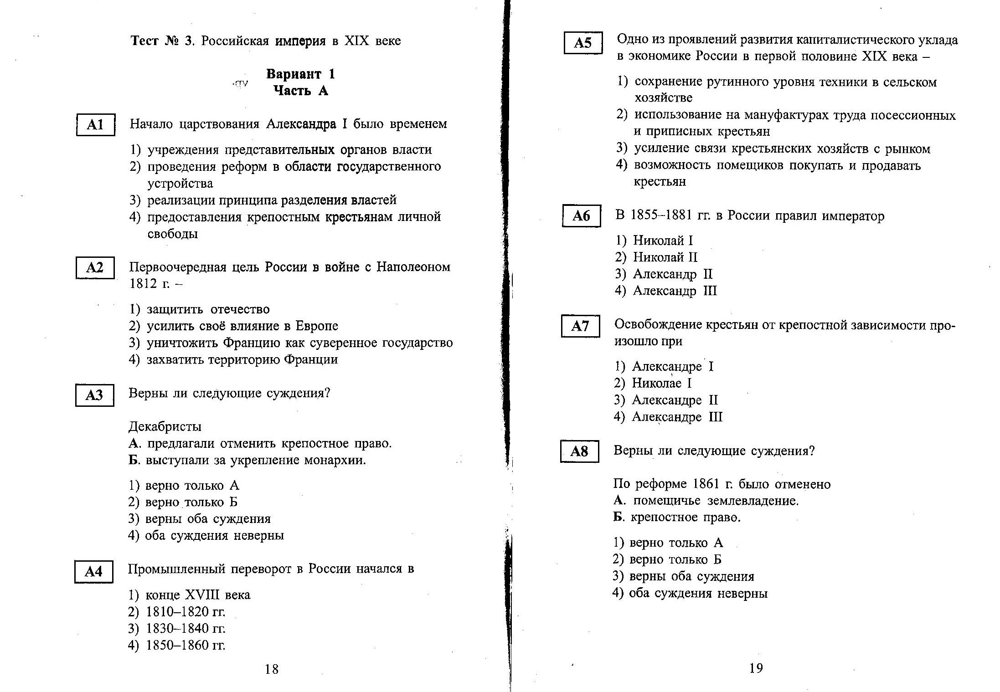 Тест № 3. Российская империя в XIX веке
Вариант 1
Часть А
А1
Начало царствования Александра I было временем
1) учреждения представительных органов власти
2) проведения реформ в области государственного
устройства
3) реализации принципа разделения властей
4) предоставления крепостным крестьянам личной
свободы
А2
Первоочередная цель России в войне с Наполеоном
1812 г. –
1) защитить отечество
2) усилить своё влияние в Европе
3) уничтожить Францию как суверенное государство
4) захватить территорию Франции
А3
Верны ли следующие суждения?
Декабристы
А. предлагали отменить крепостное право.
Б. выступали за укрепление монархии.
1) верно только А
2) верно только Б
3) верны оба суждения
4) оба суждения неверны
А4
Промышленный переворот в России начался в
1) конце XVIII века
2) 1810–1820 гг.
3) 1830–1840 гг.
4) 1850–1860 гг.
18
А5
Одно из проявлений развития капиталистического уклада
в экономике России в первой половине XIX века –
1) сохранение рутинного уровня техники в сельском
хозяйстве
2) использование на мануфактурах труда посессионных
и приписных крестьян
3) усиление связи крестьянских хозяйств с рынком
4) возможность помещиков покупать и продавать
крестьян
А6
В 1855–1881 гг. в России правил император
1) Николай I
2) Николай II
3) Александр II
4) Александр III
А7
Освобождение крестьян от крепостной зависимости про-
изошло при
1) Александре I
2) Николае I
3) Александре II
4) Александре III
А8
Верны ли следующие суждения?
По реформе 1861 г. было отменено
А. помещичье землевладение.
Б. крепостное право.
1) верно только А
2) верно только Б
3) верны оба суждения
4) оба суждения неверны
19